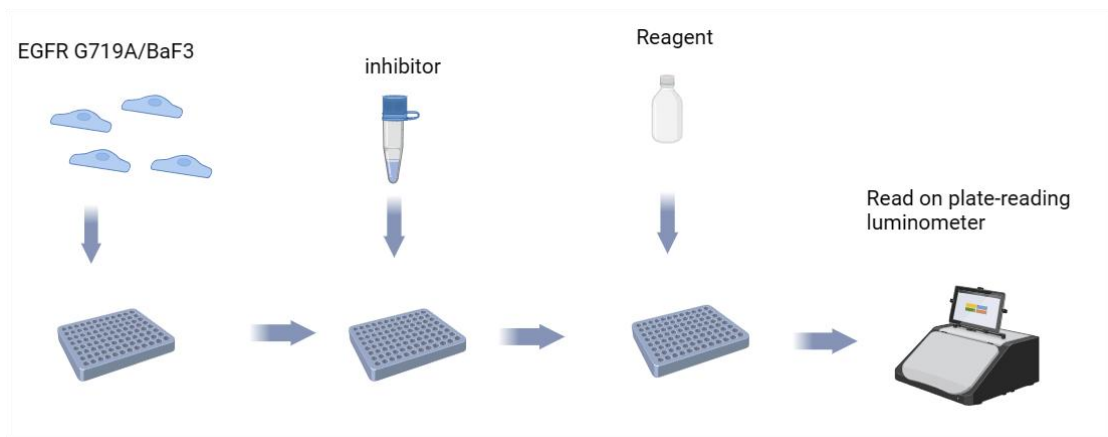 EGFR G719A/BaF3
inhibitor
Reagent
Read on plate-reading
luminometer